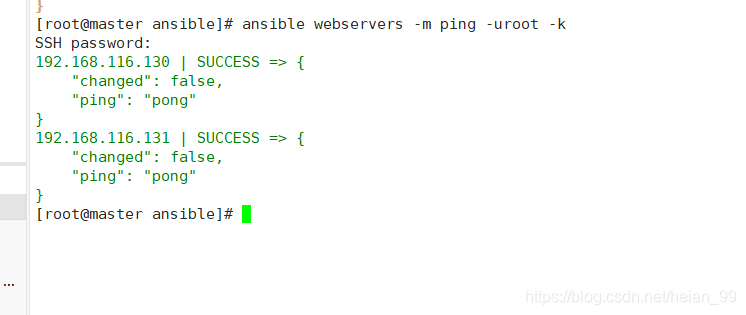 }
[root@master ansible]# ansible webservers -m ping -uroot -k
SSH password:
192.168.116.130 | SUCCESS => {
    "changed": false,
    "ping": "pong"
}
192.168.116.131 | SUCCESS => {
    "changed": false,
    "ping": "pong"
}
[root@master ansible]#
...
https://blog.csdn.net/heian_99